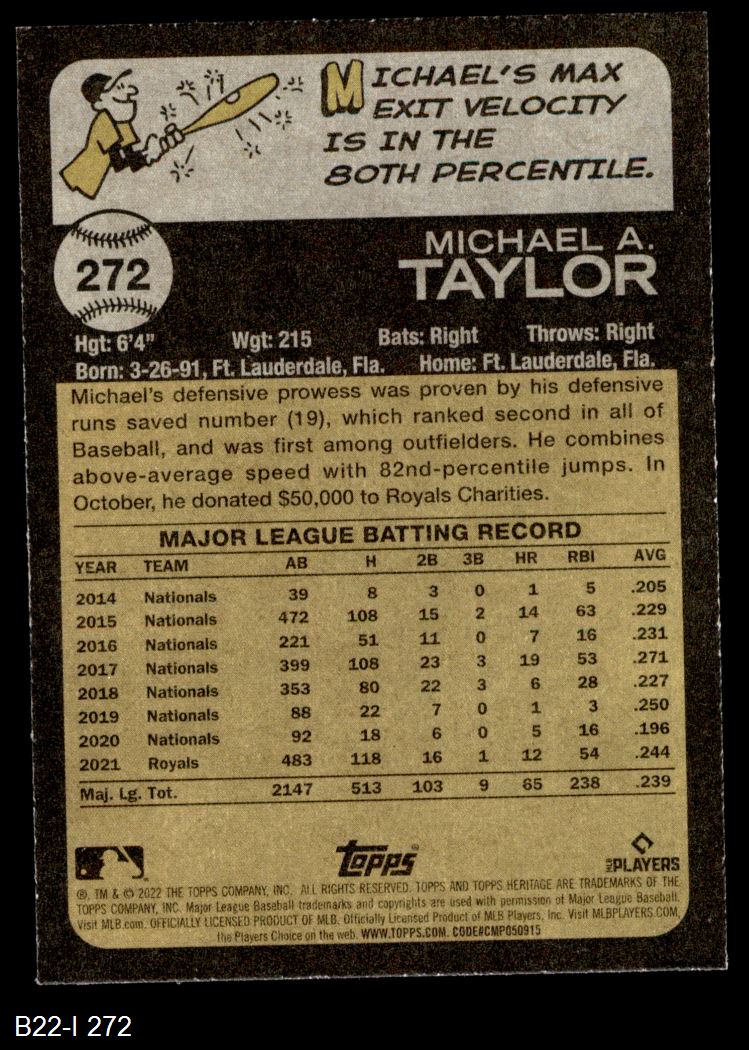 MICHAEL'S MAX
EXIT VELOCITY
IS IN THE
80TH PERCENTILE.
272
MICHAEL A.
TAYLOR
Hgt: 6'4" Wgt: 215 Bats: Right Throws: Right
Born: 3-26-91, Ft. Lauderdale, Fla. Home: Ft. Lauderdale, Fla.
Michael's defensive prowess was proven by his defensive
runs saved number (19), which ranked second in all of
Baseball, and was first among outfielders. He combines
above-average speed with 82nd-percentile jumps. In
October, he donated $50,000 to Royals Charities.
MAJOR LEAGUE BATTING RECORD
YEAR TEAM AB H 2B 3B HR RBI AVG
2014 Nationals 39 8 3 0 1 5 .205
2015 Nationals 472 108 15 2 14 63 .229
2016 Nationals 221 51 11 0 7 16 .231
2017 Nationals 399 108 23 3 19 53 .271
2018 Nationals 353 80 22 3 6 28 .227
2019 Nationals 88 22 7 0 1 3 .250
2020 Nationals 92 18 6 0 5 16 .196
2021 Royals 483 118 16 1 12 54 .244
Maj. Lg. Tot. 2147 513 103 9 65 238 .239
Topps®
MLB PLAYERS
®, TM & © 2022 THE TOPPS COMPANY, INC. ALL RIGHTS RESERVED. TOPPS AND TOPPS HERITAGE ARE TRADEMARKS OF THE
TOPPS COMPANY, INC. Major League Baseball trademarks and copyrights are used with permission of Major League Baseball.
Visit MLB.com. OFFICIALLY LICENSED PRODUCT OF MLB. Officially Licensed Product of MLB Players, Inc. Visit MLBPLAYERS.COM,
the Players Choice on the web. WWW.TOPPS.COM. CODE#CMP050915
B22-I 272